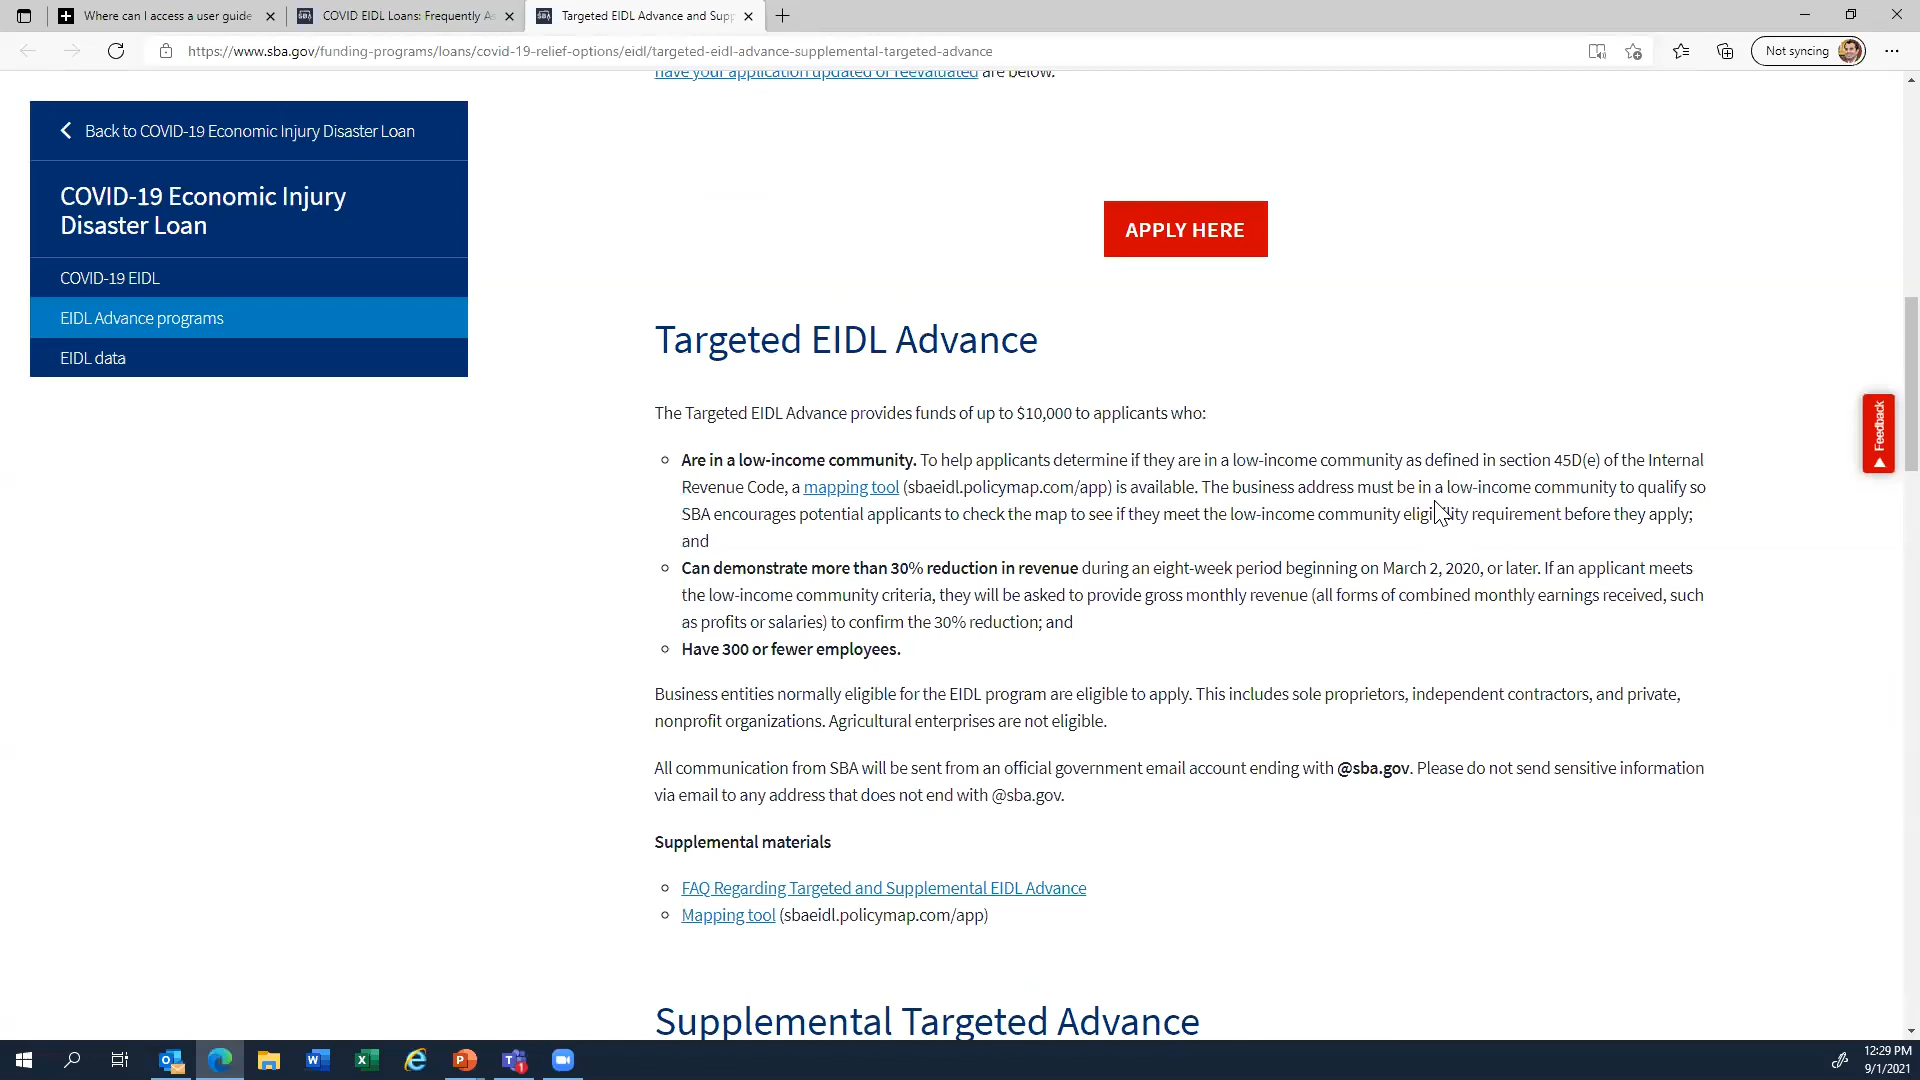 Where can I access a user guide
COVID EIDL Loans: Frequently As
Targeted EIDL Advance and Supp
https://www.sba.gov/funding-programs/loans/covid-19-relief-options/eidl/targeted-eidl-advance-supplemental-targeted-advance
Not syncing
have your application updated or reevaluated are below.
Back to COVID-19 Economic Injury Disaster Loan
COVID-19 Economic Injury
Disaster Loan
COVID-19 EIDL
EIDL Advance programs
EIDL data
APPLY HERE
Targeted EIDL Advance
The Targeted EIDL Advance provides funds of up to $10,000 to applicants who:
Are in a low-income community. To help applicants determine if they are in a low-income community as defined in section 45D(e) of the Internal
Revenue Code, a mapping tool (sbaeidl.policymap.com/app) is available. The business address must be in a low-income community to qualify so
SBA encourages potential applicants to check the map to see if they meet the low-income community eligibility requirement before they apply;
and
Can demonstrate more than 30% reduction in revenue during an eight-week period beginning on March 2, 2020, or later. If an applicant meets
the low-income community criteria, they will be asked to provide gross monthly revenue (all forms of combined monthly earnings received, such
as profits or salaries) to confirm the 30% reduction; and
Have 300 or fewer employees.
Business entities normally eligible for the EIDL program are eligible to apply. This includes sole proprietors, independent contractors, and private,
nonprofit organizations. Agricultural enterprises are not eligible.
All communication from SBA will be sent from an official government email account ending with @sba.gov. Please do not send sensitive information
via email to any address that does not end with @sba.gov.
Supplemental materials
FAQ Regarding Targeted and Supplemental EIDL Advance
Mapping tool (sbaeidl.policymap.com/app)
Supplemental Targeted Advance
Feedback
12:29 PM
9/1/2021